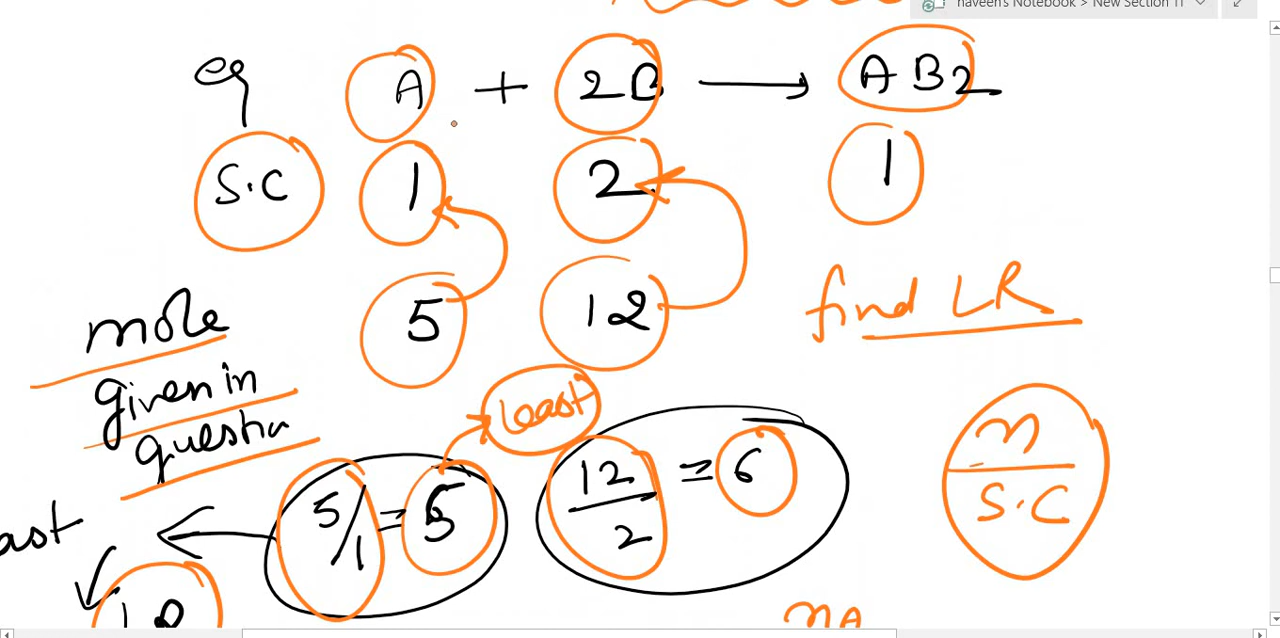 naveen's Notebook > New Section 11
eg A + 2B → AB2
S.C 1 2 1
5 12 find LR
mole
given in
least
5/1 = 5 12/2 = 6 n/S.C
nA